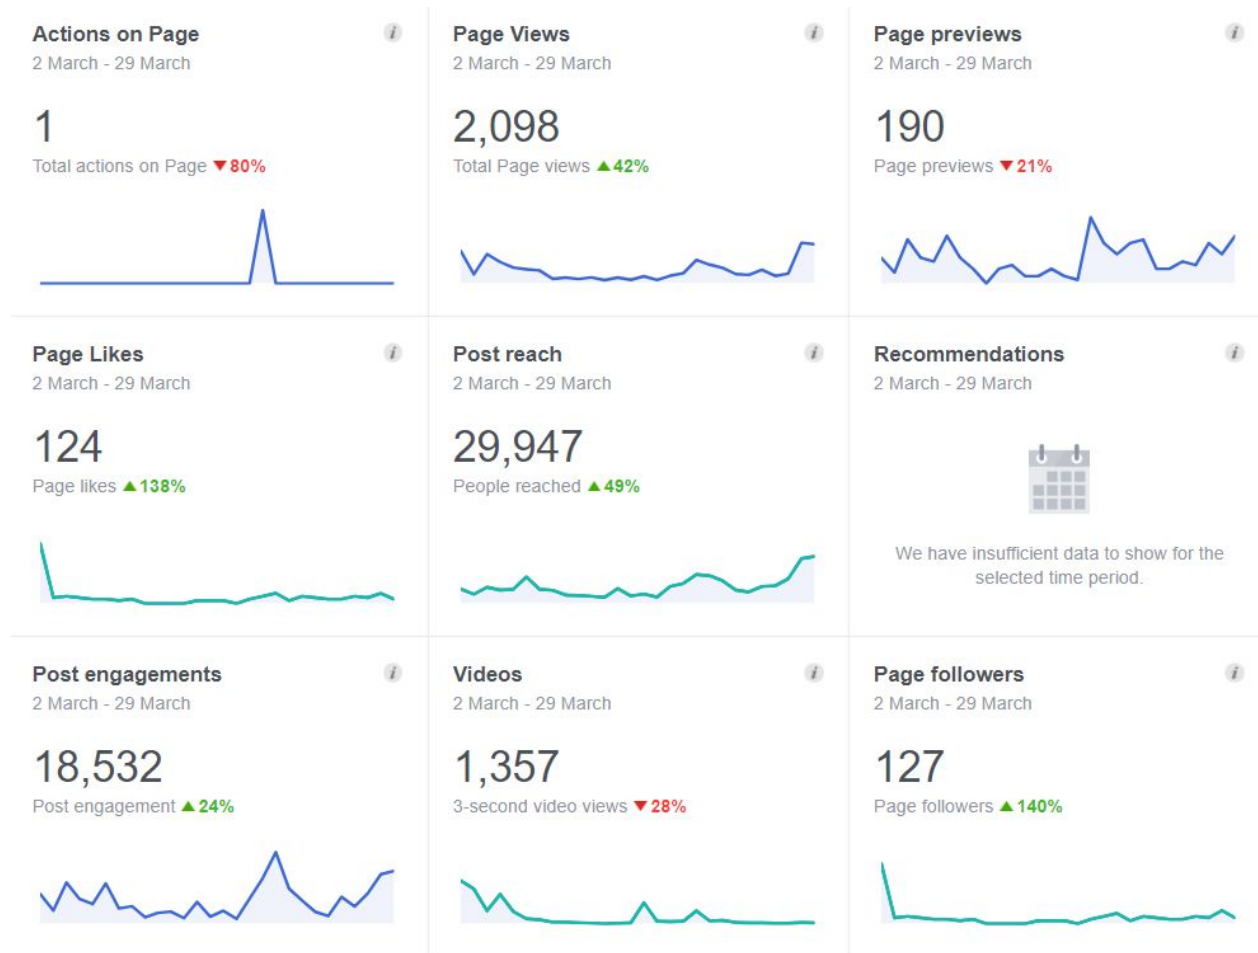 Actions on Page
2 March - 29 March
1
Total actions on Page ▼80%
Page Views
2 March - 29 March
2,098
Total Page views ▲42%
Page previews
2 March - 29 March
190
Page previews ▼21%
Page Likes
2 March - 29 March
124
Page likes ▲138%
Post reach
2 March - 29 March
29,947
People reached ▲49%
Recommendations
2 March - 29 March
We have insufficient data to show for the
selected time period.
Post engagements
2 March - 29 March
18,532
Post engagement ▲24%
Videos
2 March - 29 March
1,357
3-second video views ▼28%
Page followers
2 March - 29 March
127
Page followers ▲140%